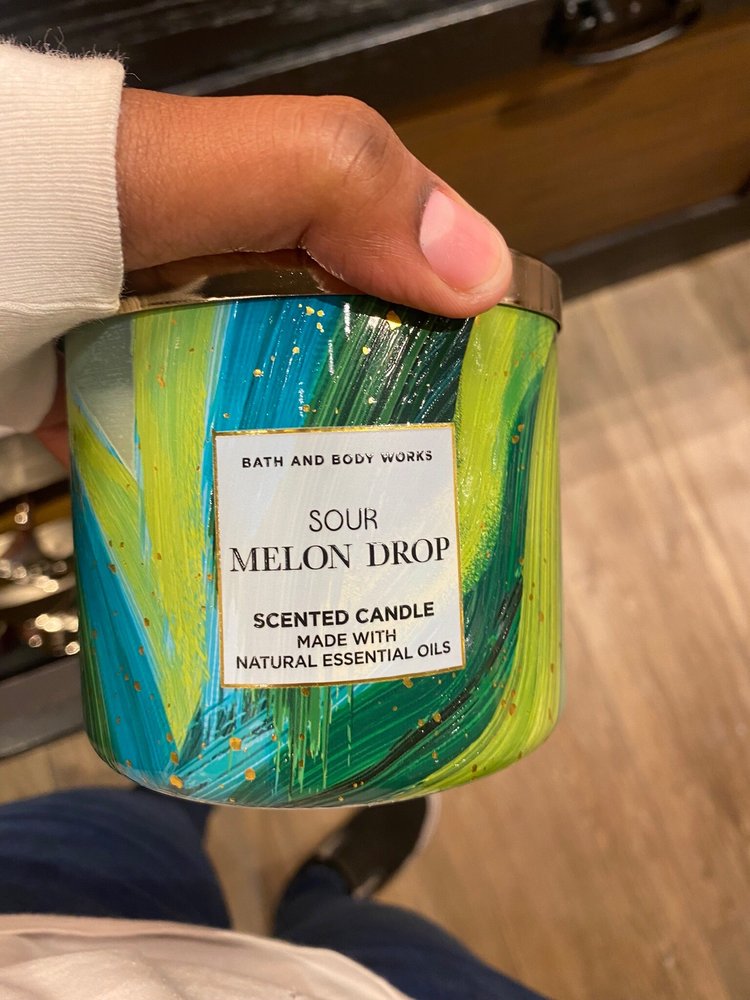 BATH AND BODY WORKS
SOUR
MELON DROP
SCENTED CANDLE
MADE WITH
NATURAL ESSENTIAL OILS